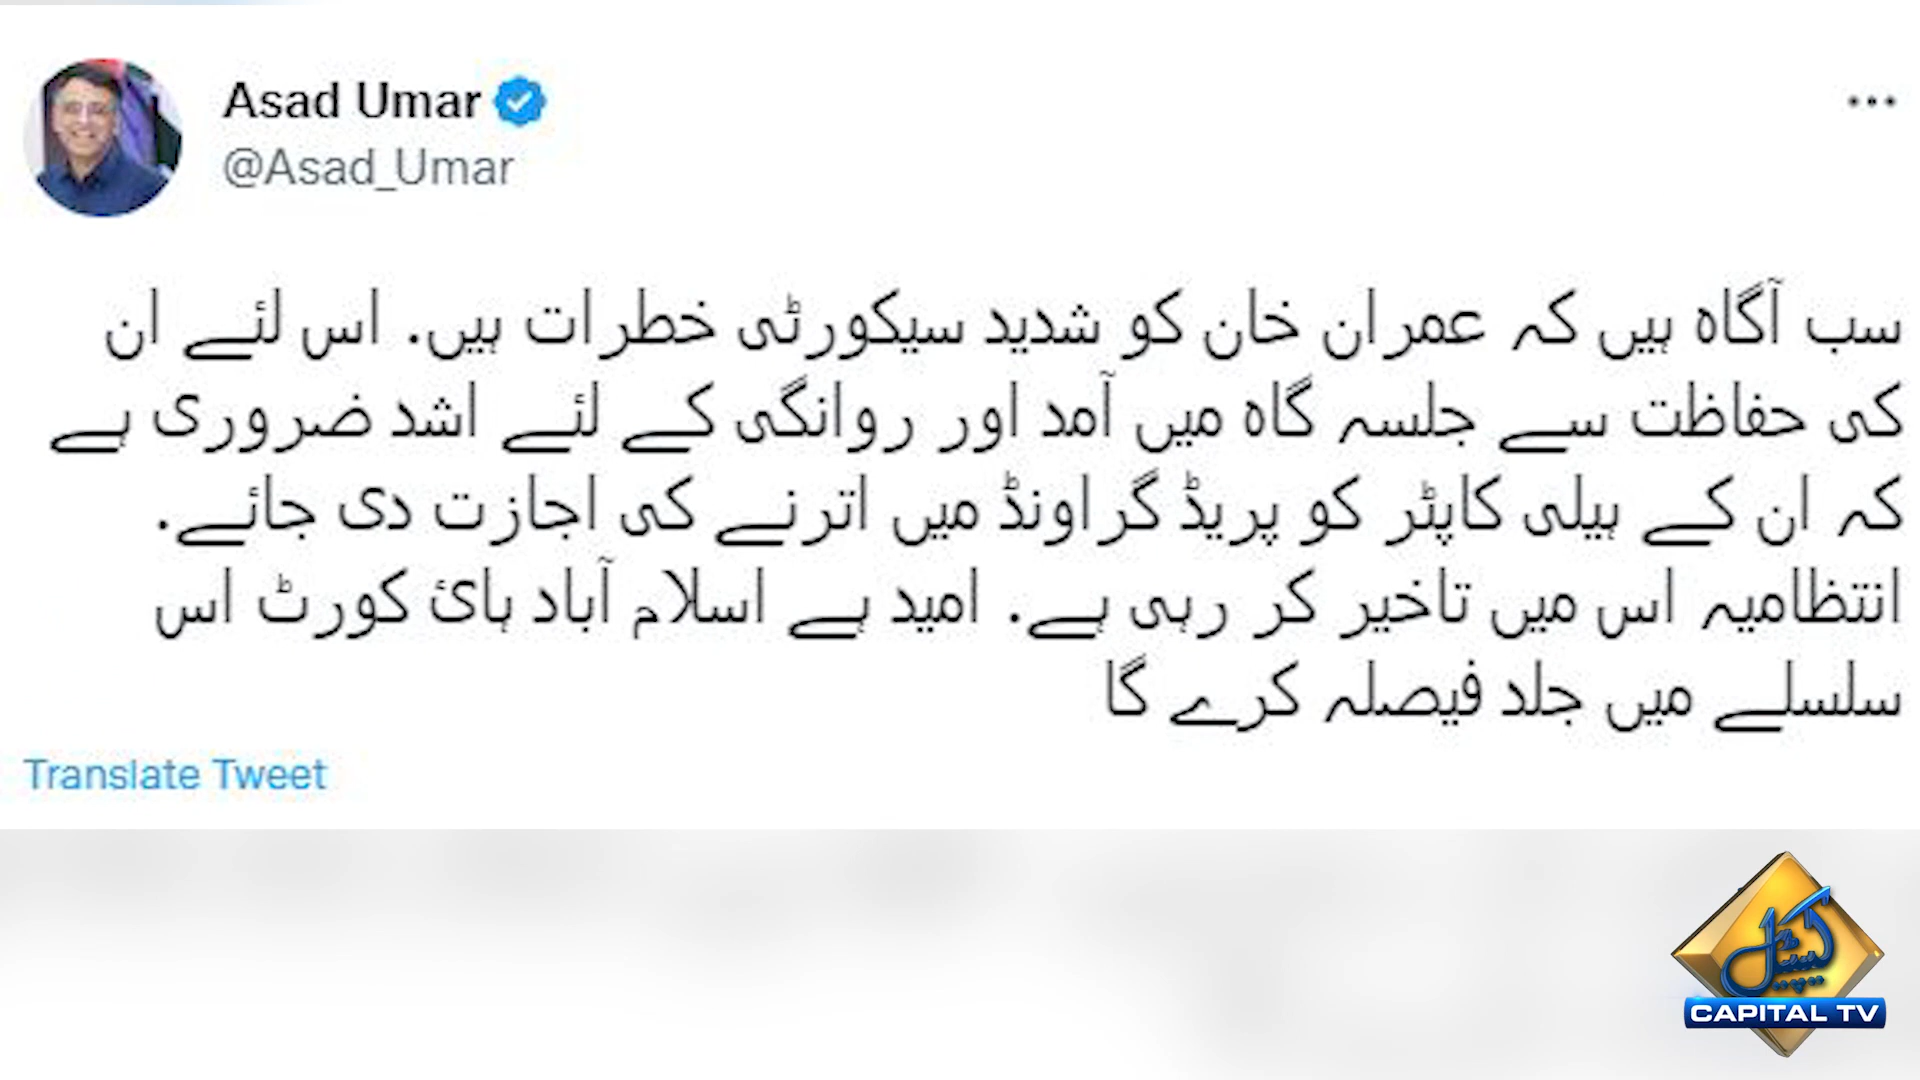 Asad Umar
@Asad_Umar
سب آگاہ ہیں کہ عمران خان کو شدید سیکورٹی خطرات ہیں. اس لئے ان
کی حفاظت سے جلسہ گاہ میں آمد اور روانگی کے لئے اشد ضروری ہے
کہ ان کے ہیلی کاپٹر کو پریڈ گراونڈ میں اترنے کی اجازت دی جائے.
انتظامیہ اس میں تاخیر کر رہی ہے. امید ہے اسلام آباد ہائ کورٹ اس
سلسلے میں جلد فیصلہ کرے گا
Translate Tweet
کیپیٹل
CAPITAL TV